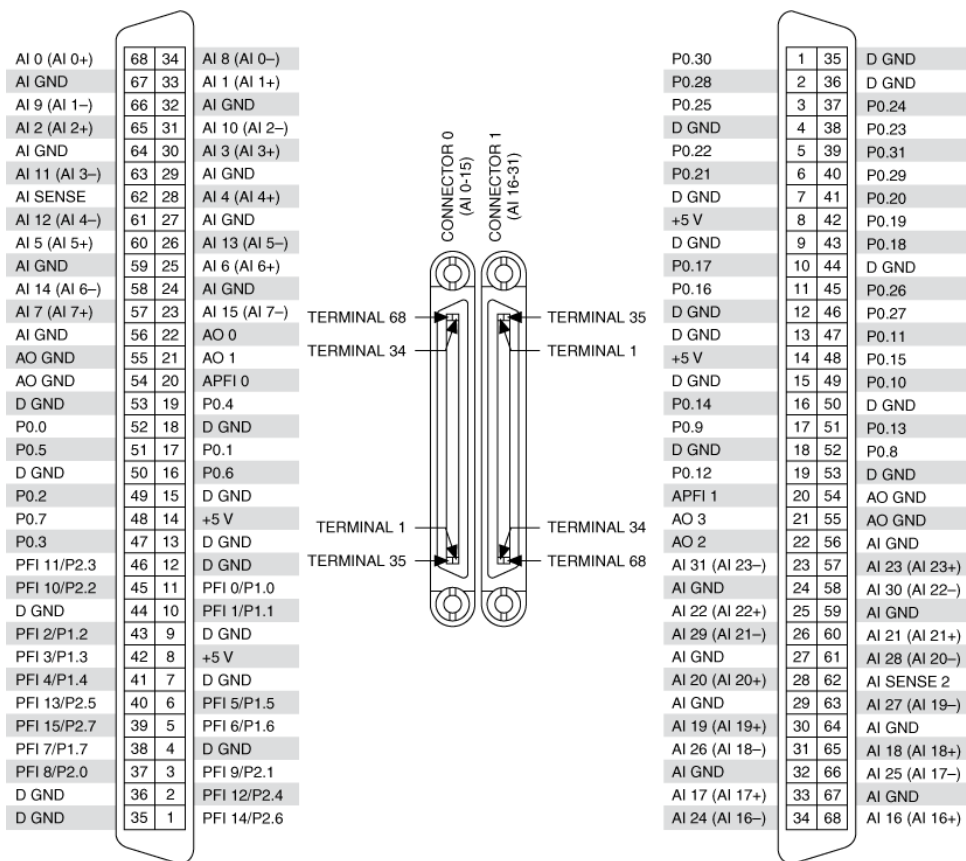 AI 0 (AI 0+) 68 34 AI 8 (AI 0–)
AI GND 67 33 AI 1 (AI 1+)
AI 9 (AI 1–) 66 32 AI GND
AI 2 (AI 2+) 65 31 AI 10 (AI 2–)
AI GND 64 30 AI 3 (AI 3+)
AI 11 (AI 3–) 63 29 AI GND
AI SENSE 62 28 AI 4 (AI 4+)
AI 12 (AI 4–) 61 27 AI GND
AI 5 (AI 5+) 60 26 AI 13 (AI 5–)
AI GND 59 25 AI 6 (AI 6+)
AI 14 (AI 6–) 58 24 AI GND
AI 7 (AI 7+) 57 23 AI 15 (AI 7–)
AI GND 56 22 AO 0
AO GND 55 21 AO 1
AO GND 54 20 APFI 0
D GND 53 19 P0.4
P0.0 52 18 D GND
P0.5 51 17 P0.1
D GND 50 16 P0.6
P0.2 49 15 D GND
P0.7 48 14 +5 V
P0.3 47 13 D GND
PFI 11/P2.3 46 12 D GND
PFI 10/P2.2 45 11 PFI 0/P1.0
D GND 44 10 PFI 1/P1.1
PFI 2/P1.2 43 9 D GND
PFI 3/P1.3 42 8 +5 V
PFI 4/P1.4 41 7 D GND
PFI 13/P2.5 40 6 PFI 5/P1.5
PFI 15/P2.7 39 5 PFI 6/P1.6
PFI 7/P1.7 38 4 D GND
PFI 8/P2.0 37 3 PFI 9/P2.1
D GND 36 2 PFI 12/P2.4
D GND 35 1 PFI 14/P2.6
CONNECTOR 0
(AI 0-15)
CONNECTOR 1
(AI 16-31)
TERMINAL 68
TERMINAL 35
TERMINAL 34
TERMINAL 1
TERMINAL 1
TERMINAL 34
TERMINAL 35
TERMINAL 68
P0.30 1 35 D GND
P0.28 2 36 D GND
P0.25 3 37 P0.24
D GND 4 38 P0.23
P0.22 5 39 P0.31
P0.21 6 40 P0.29
D GND 7 41 P0.20
+5 V 8 42 P0.19
D GND 9 43 P0.18
P0.17 10 44 D GND
P0.16 11 45 P0.26
D GND 12 46 P0.27
D GND 13 47 P0.11
+5 V 14 48 P0.15
D GND 15 49 P0.10
P0.14 16 50 D GND
P0.9 17 51 P0.13
D GND 18 52 P0.8
P0.12 19 53 D GND
APFI 1 20 54 AO GND
AO 3 21 55 AO GND
AO 2 22 56 AI GND
AI 31 (AI 23–) 23 57 AI 23 (AI 23+)
AI GND 24 58 AI 30 (AI 22–)
AI 22 (AI 22+) 25 59 AI GND
AI 29 (AI 21–) 26 60 AI 21 (AI 21+)
AI GND 27 61 AI 28 (AI 20–)
AI 20 (AI 20+) 28 62 AI SENSE 2
AI GND 29 63 AI 27 (AI 19–)
AI 19 (AI 19+) 30 64 AI GND
AI 26 (AI 18–) 31 65 AI 18 (AI 18+)
AI GND 32 66 AI 25 (AI 17–)
AI 17 (AI 17+) 33 67 AI GND
AI 24 (AI 16–) 34 68 AI 16 (AI 16+)